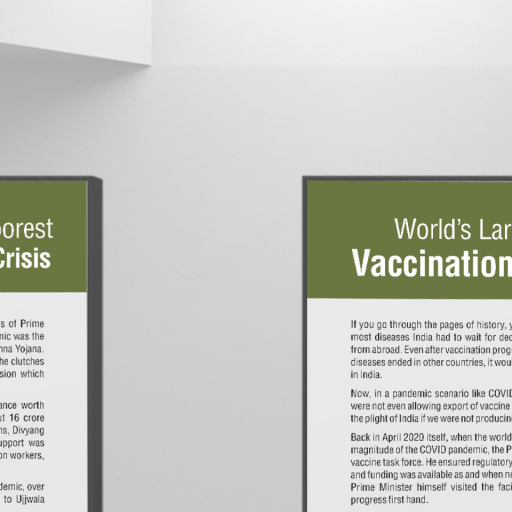 oorest
Crisis
s of Prime
nic was the
nna Yojana.
he clutches
sion which
ance worth
ut 16 crore
ns, Divyang
upport was
on workers,
demic, over
to Ujjwala
World's Lar
Vaccination
If you go through the pages of history, y
most diseases India had to wait for dec
from abroad. Even after vaccination prog
diseases ended in other countries, it wou
in India.
Now, in a pandemic scenario like COVID
were not even allowing export of vaccine
the plight of India if we were not producin
Back in April 2020 itself, when the world
magnitude of the COVID pandemic, the P
vaccine task force. He ensured regulatory
and funding was available as and when ne
Prime Minister himself visited the faci
progress first hand.